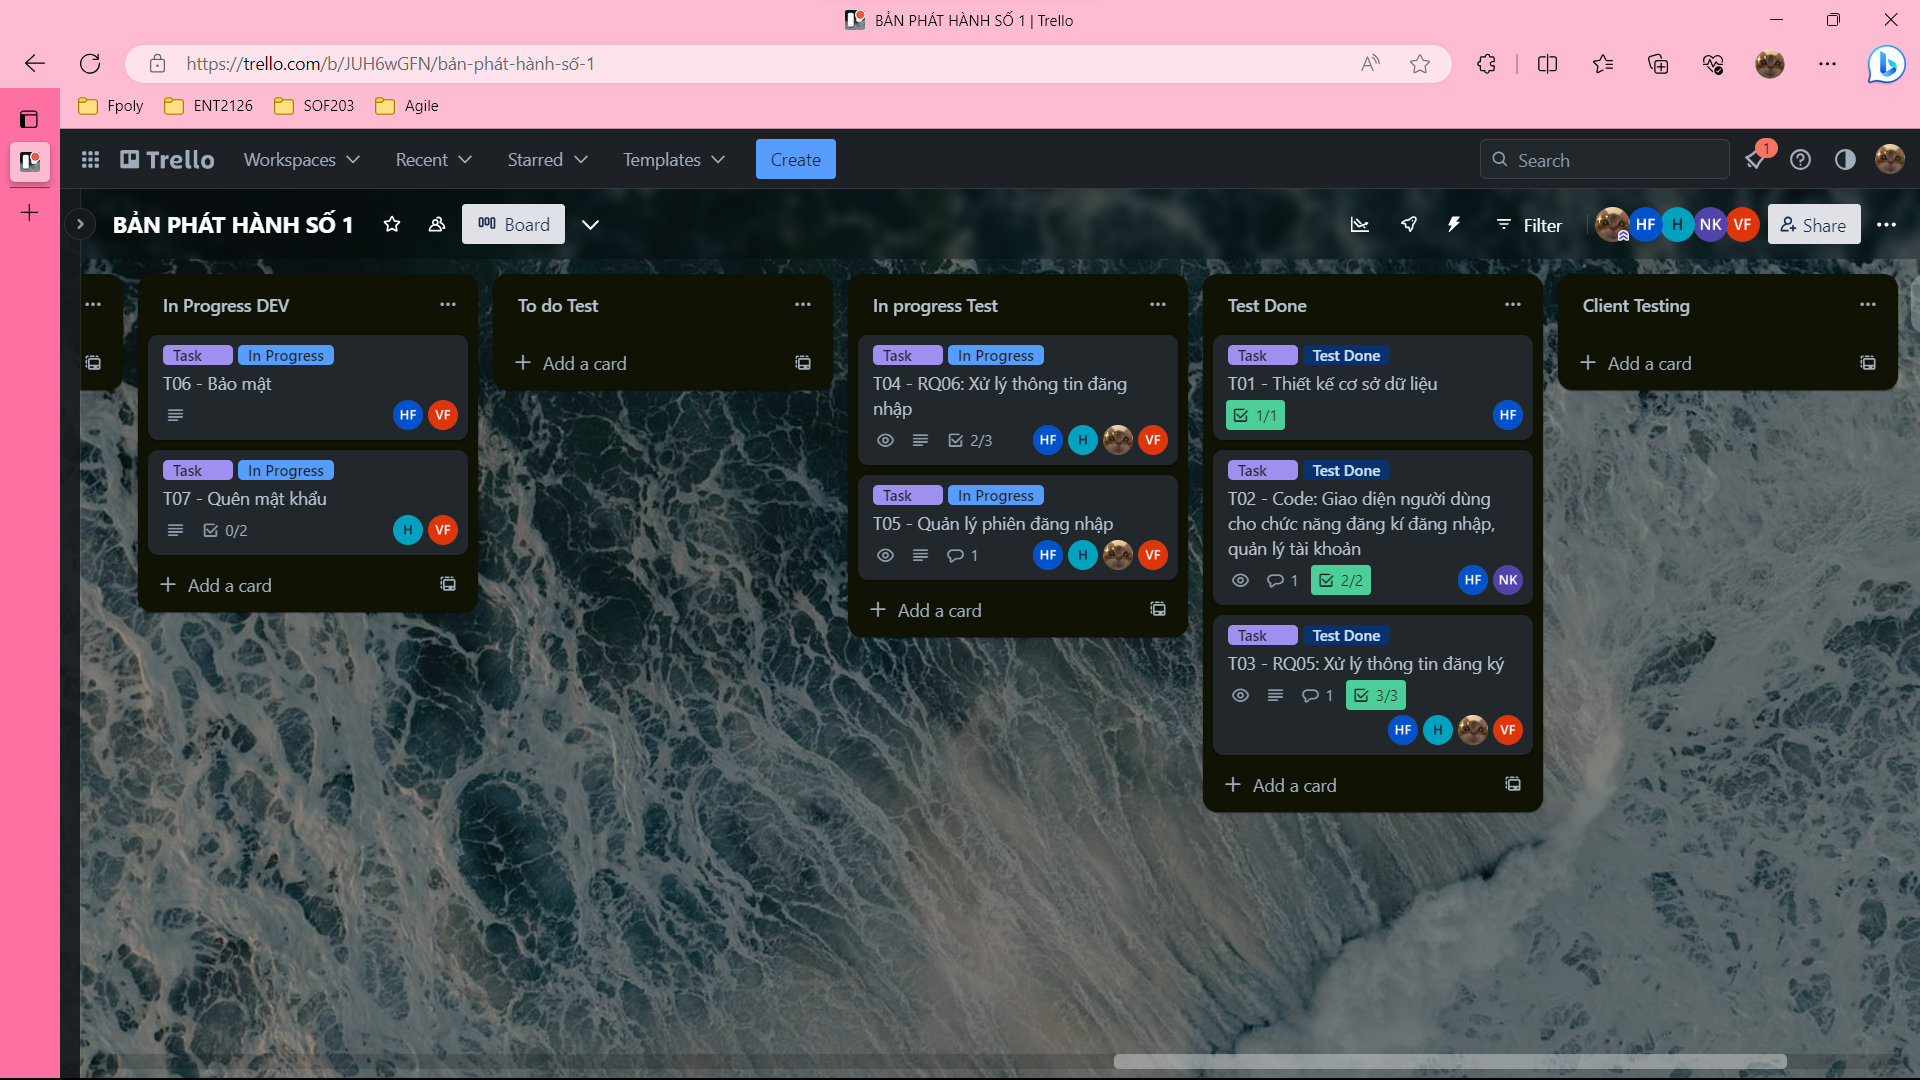 BẢN PHÁT HÀNH SỐ 1 | Trello
https://trello.com/b/JUH6wGFN/bản-phát-hành-số-1
Fpoly ENT2126 SOF203 Agile
Trello Workspaces Recent Starred Templates Create Search 1
BẢN PHÁT HÀNH SỐ 1 Board Filter HF H NK VF Share
In Progress DEV
Task In Progress
T06 - Bảo mật
HF VF
Task In Progress
T07 - Quên mật khẩu
0/2 H VF
Add a card
To do Test
Add a card
In progress Test
Task In Progress
T04 - RQ06: Xử lý thông tin đăng
nhập
2/3 HF H VF
Task In Progress
T05 - Quản lý phiên đăng nhập
1 HF H VF
Add a card
Test Done
Task Test Done
T01 - Thiết kế cơ sở dữ liệu
1/1 HF
Task Test Done
T02 - Code: Giao diện người dùng
cho chức năng đăng kí đăng nhập,
quản lý tài khoản
1 2/2 HF NK
Task Test Done
T03 - RQ05: Xử lý thông tin đăng ký
1 3/3
HF H VF
Add a card
Client Testing
Add a card